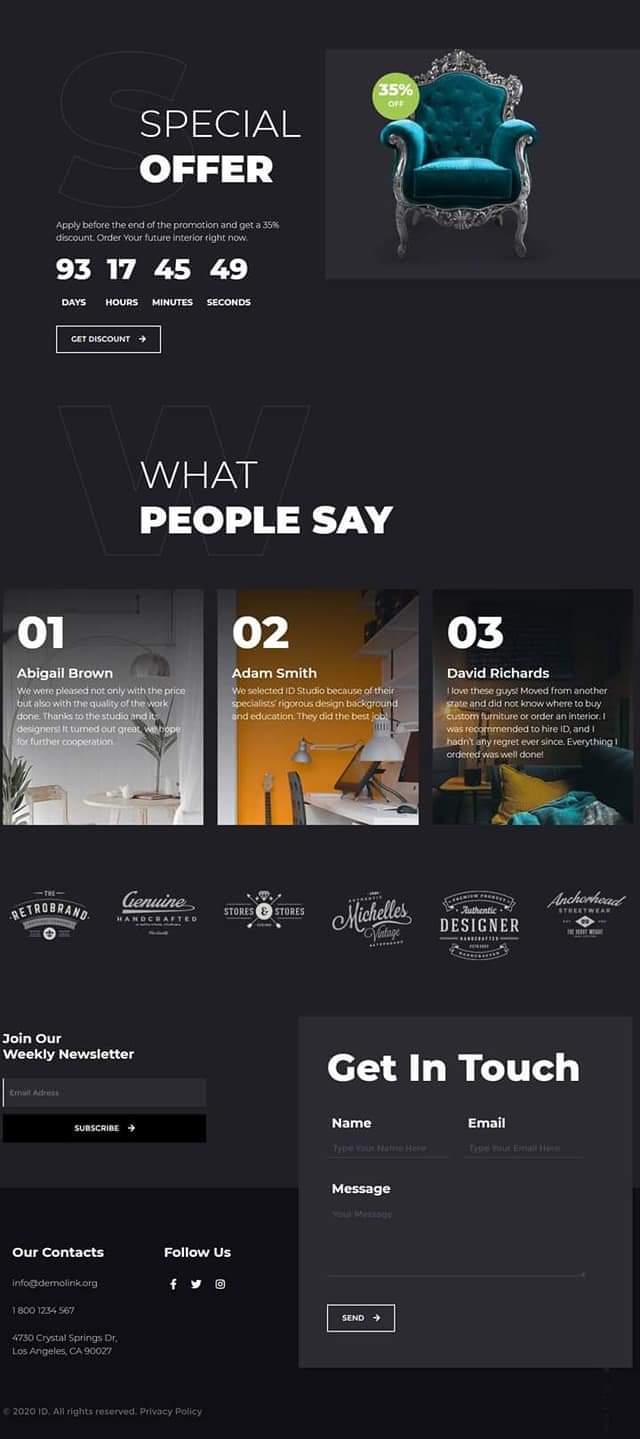 S
SPECIAL
OFFER
35%
OFF
Apply before the end of the promotion and get a 35%
discount. Order Your future interior right now.
93 17 45 49
DAYS HOURS MINUTES SECONDS
GET DISCOUNT →
W
WHAT
PEOPLE SAY
01
Abigail Brown
We were pleased not only with the price
but also with the quality of the work
done. Thanks to the studio and its
designers! It turned out great, we hope
for further cooperation.
02
Adam Smith
We selected ID Studio because of their
specialists' rigorous design background
and education. They did the best job!
03
David Richards
I love these guys! Moved from another
state and did not know where to buy
custom furniture or order an interior. I
was recommended to hire ID, and I
hadn't any regret ever since. Everything I
ordered was well done!
THE
RETROBRAND
Genuine
HANDCRAFTED
STORES & STORES
AUTHENTIC
Michelles
Vintage
PREMIUM PRODUCT
Authentic
DESIGNER
HANDCRAFTED
Anchorhead
STREETWEAR
Join Our
Weekly Newsletter
Email Adress
SUBSCRIBE →
Get In Touch
Name
Type Your Name Here
Email
Type Your Email Here
Message
Your Message
SEND →
Our Contacts
info@demolink.org
1 800 1234 567
4730 Crystal Springs Dr,
Los Angeles, CA 90027
Follow Us
© 2020 ID. All rights reserved. Privacy Policy